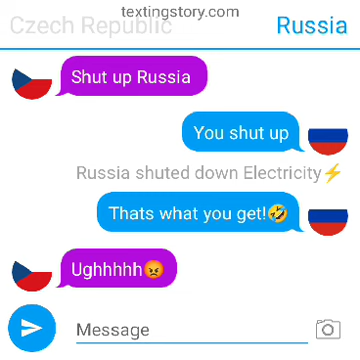 textingstory.com
Czech Republic
Russia
Shut up Russia
You shut up
Russia shuted down Electricity⚡
Thats what you get!🤣
Ughhhhh😡
Message